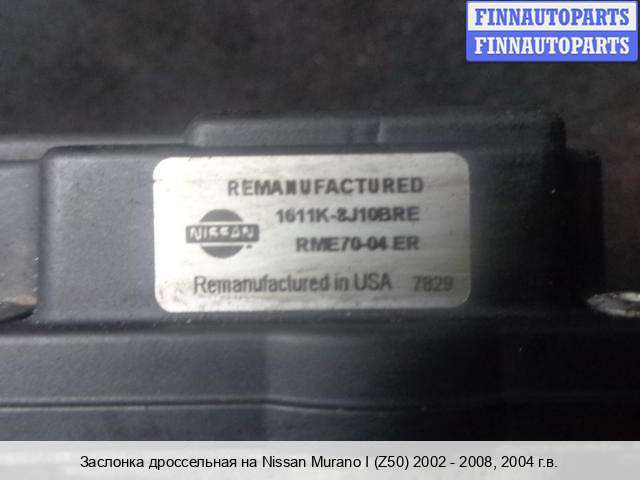 FINNAUTOPARTS
FINNAUTOPARTS
REMANUFACTURED
1611K-8J10BRE
NISSAN
RME70-04 ER
Remanufactured in USA 7829
Заслонка дроссельная на Nissan Murano I (Z50) 2002 - 2008, 2004 г.в.